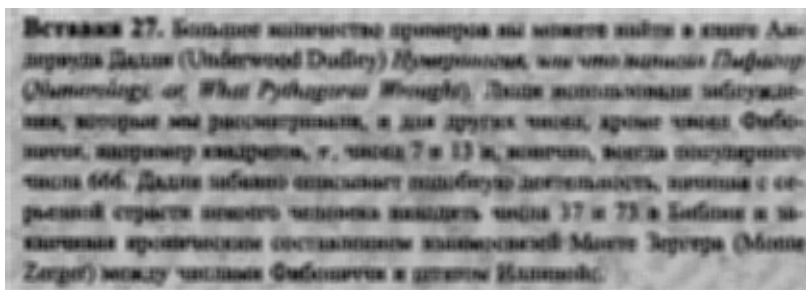 Вставка 27. Большее количество примеров вы можете найти в книге Ан-
дервуда Дадли (Underwood Dudley) Нумерология, или что написал Пифагор
(Numerology, or, What Pythagoras Wrought). Люди использовали заблужде-
ния, которые мы рассматривали, и для других чисел, кроме чисел Фибо-
наччи, например квадратов, π, чисел 7 и 13 и, конечно, всегда популярного
числа 666. Дадли забавно описывает подобную деятельность, начиная с се-
рьезной страсти некоего человека находить числа 37 и 73 в Библии и за-
канчивая ироническим составлением взаимосвязей Монте Зергера (Monte
Zerger) между числами Фибоначчи и штатом Иллинойс.